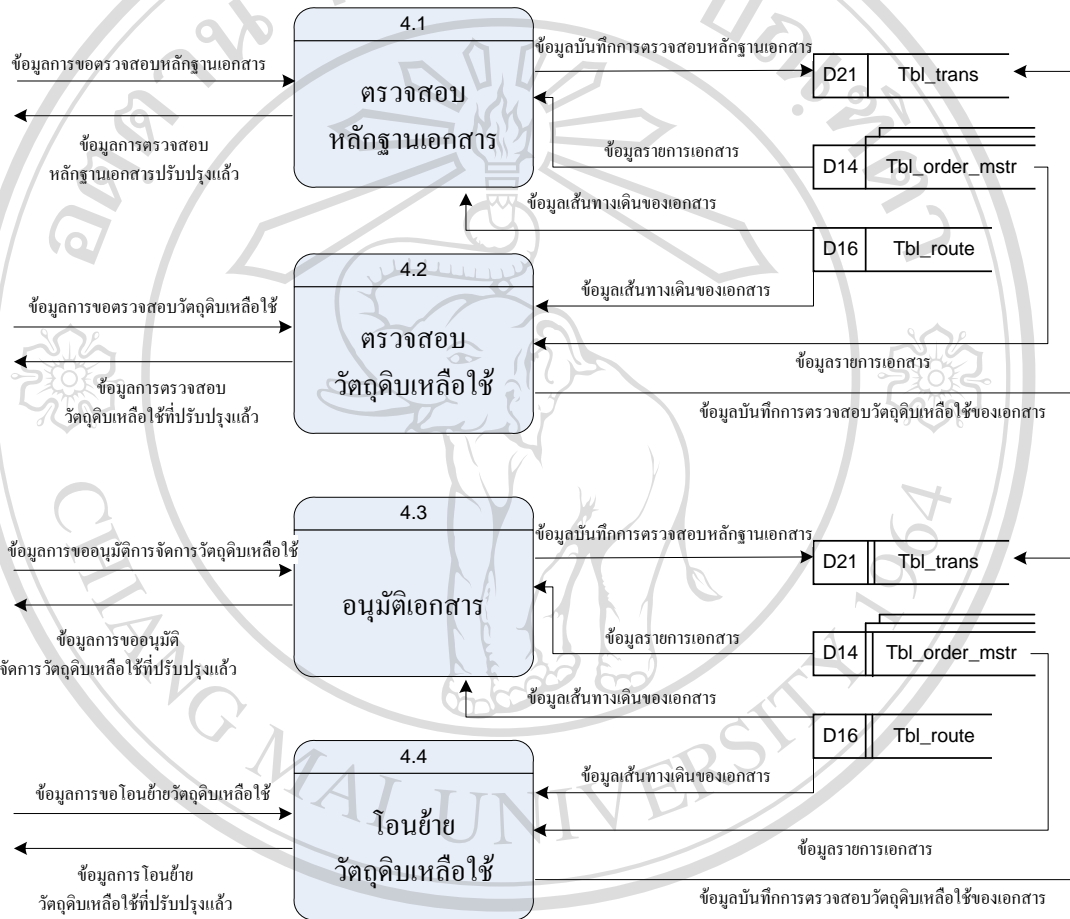 4.1
ตรวจสอบ
หลักฐานเอกสาร
ข้อมูลการขอตรวจสอบหลักฐานเอกสาร
ข้อมูลการตรวจสอบ
หลักฐานเอกสารปรับปรุงแล้ว
ข้อมูลบันทึกการตรวจสอบหลักฐานเอกสาร
D21 Tbl_trans
ข้อมูลรายการเอกสาร
D14 Tbl_order_mstr
ข้อมูลเส้นทางเดินของเอกสาร
D16 Tbl_route
4.2
ตรวจสอบ
วัตถุดิบเหลือใช้
ข้อมูลการขอตรวจสอบวัตถุดิบเหลือใช้
ข้อมูลการตรวจสอบ
วัตถุดิบเหลือใช้ที่ปรับปรุงแล้ว
ข้อมูลเส้นทางเดินของเอกสาร
ข้อมูลรายการเอกสาร
ข้อมูลบันทึกการตรวจสอบวัตถุดิบเหลือใช้ของเอกสาร
4.3
อนุมัติเอกสาร
ข้อมูลการขออนุมัติการจัดการวัตถุดิบเหลือใช้
ข้อมูลการขออนุมัติ
จัดการวัตถุดิบเหลือใช้ที่ปรับปรุงแล้ว
ข้อมูลบันทึกการตรวจสอบหลักฐานเอกสาร
D21 Tbl_trans
ข้อมูลรายการเอกสาร
D14 Tbl_order_mstr
ข้อมูลเส้นทางเดินของเอกสาร
D16 Tbl_route
4.4
โอนย้าย
วัตถุดิบเหลือใช้
ข้อมูลการขอโอนย้ายวัตถุดิบเหลือใช้
ข้อมูลการโอนย้าย
วัตถุดิบเหลือใช้ที่ปรับปรุงแล้ว
ข้อมูลเส้นทางเดินของเอกสาร
ข้อมูลรายการเอกสาร
ข้อมูลบันทึกการตรวจสอบวัตถุดิบเหลือใช้ของเอกสาร
CHIANG MAI UNIVERSITY 1964